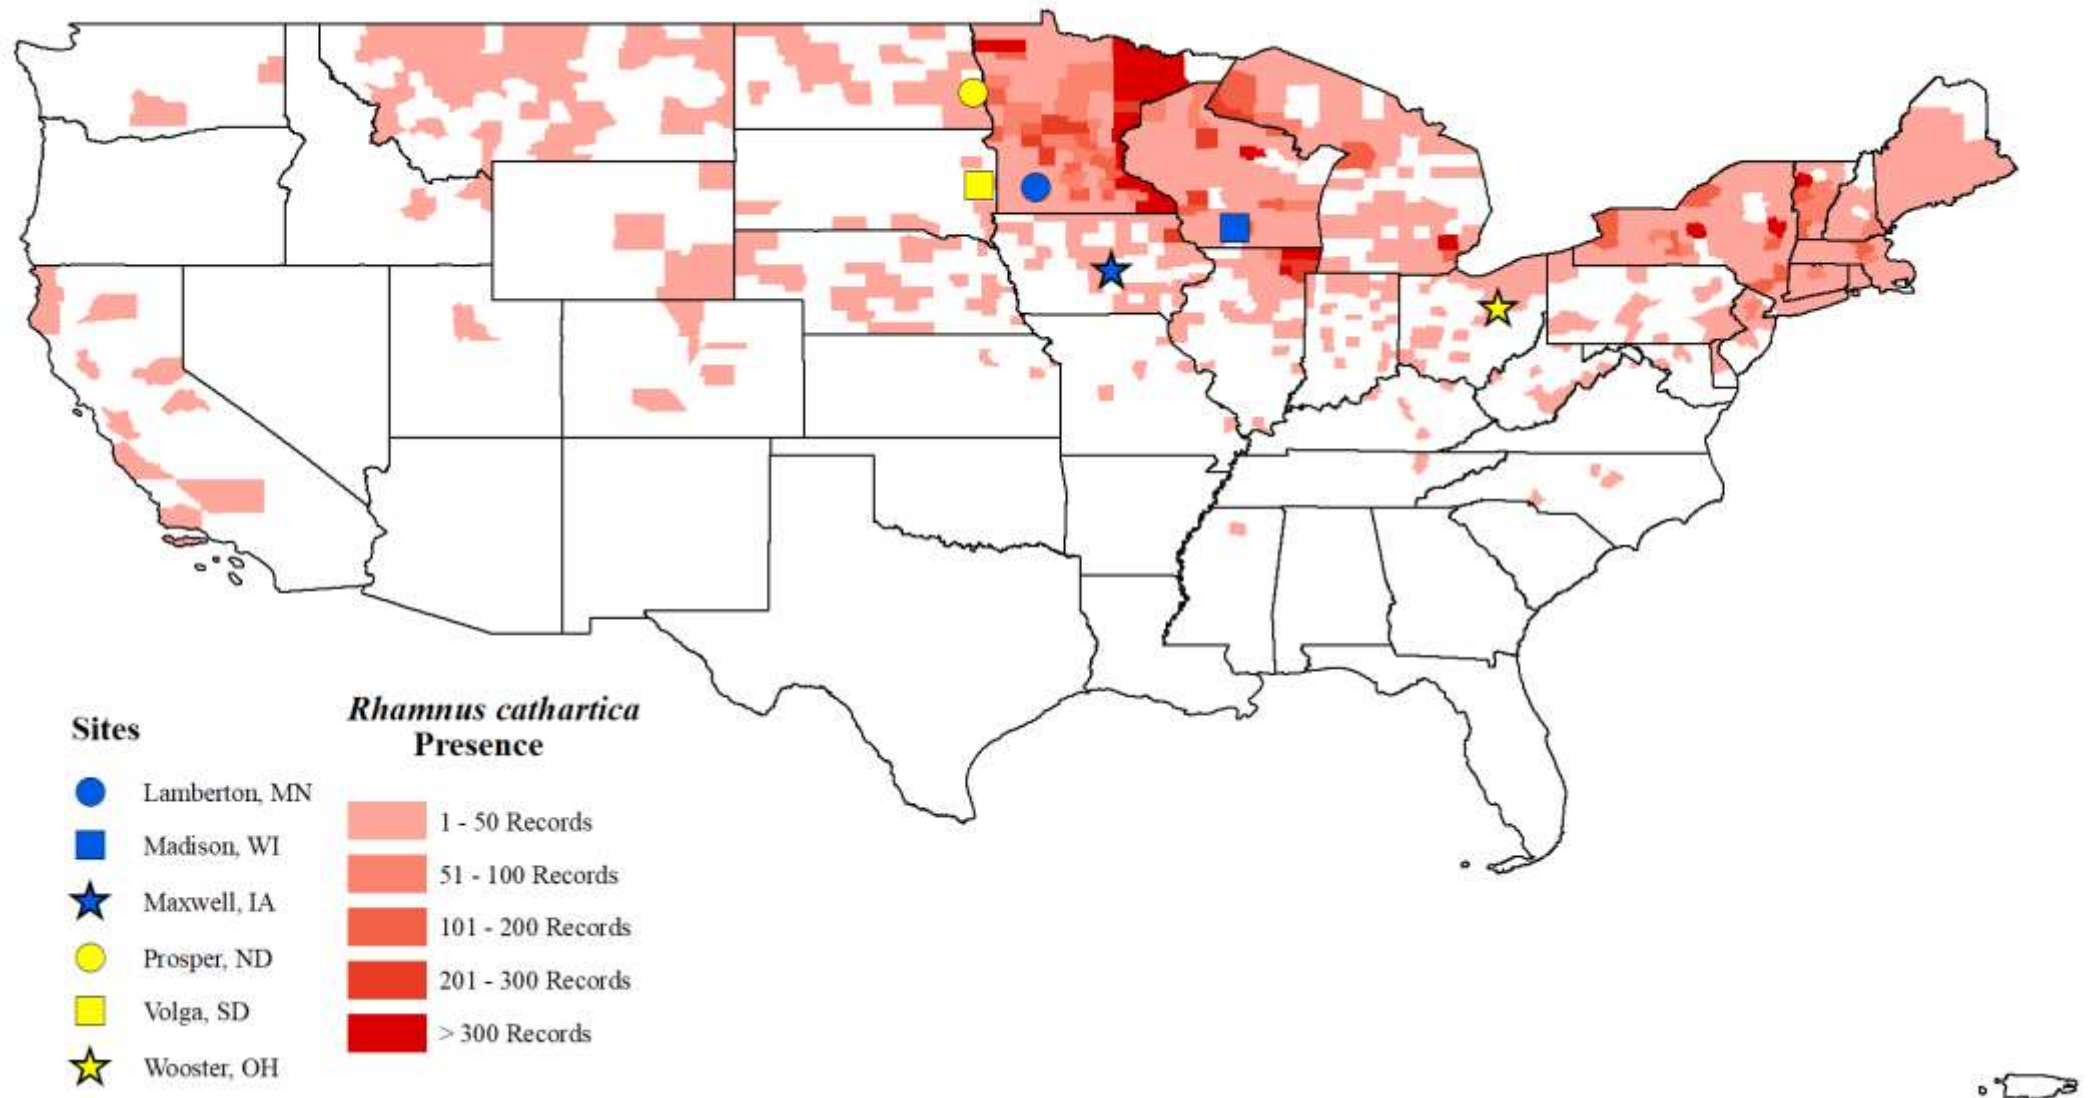 Sites
Lamberton, MN
Madison, WI
Maxwell, IA
Prosper, ND
Volga, SD
Wooster, OH
Rhamnus cathartica
Presence
1 - 50 Records
51 - 100 Records
101 - 200 Records
201 - 300 Records
> 300 Records